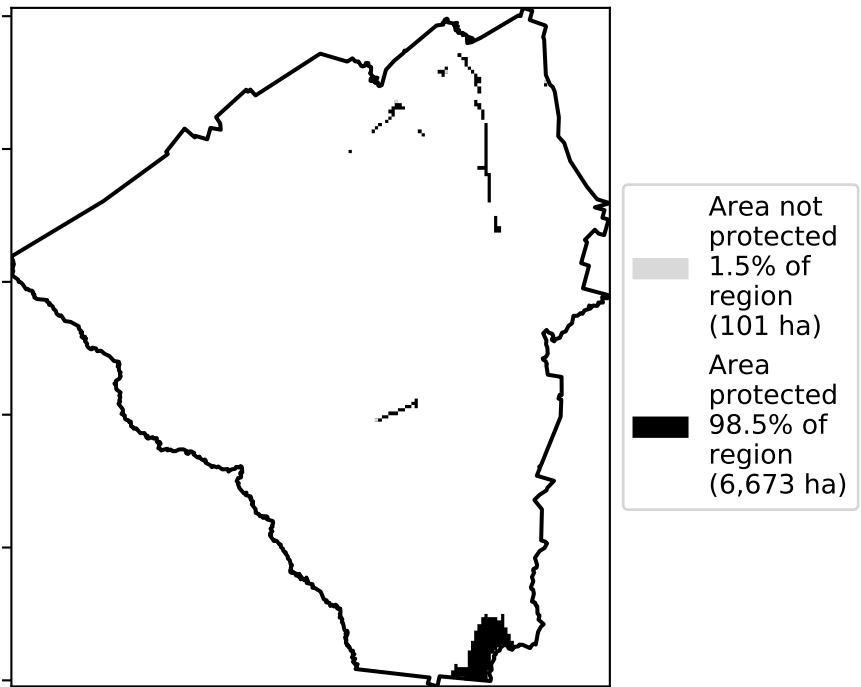 Area not
protected
1.5% of
region
(101 ha)
Area
protected
98.5% of
region
(6,673 ha)